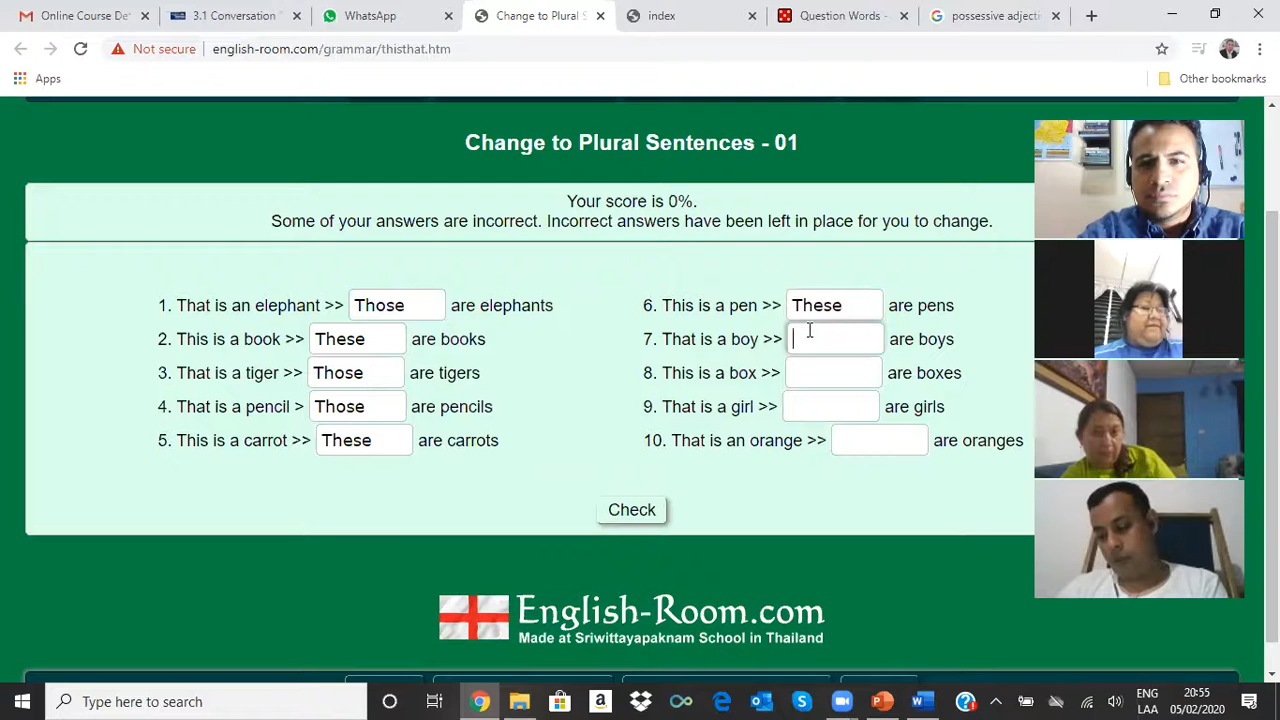 Online Course De
3.1 Conversation
WhatsApp
Change to Plural S
index
Question Words -
possessive adjecti
Not secure
english-room.com/grammar/thisthat.htm
Apps
Other bookmarks
Change to Plural Sentences - 01
Your score is 0%.
Some of your answers are incorrect. Incorrect answers have been left in place for you to change.
1. That is an elephant >> Those are elephants
2. This is a book >> These are books
3. That is a tiger >> Those are tigers
4. That is a pencil > Those are pencils
5. This is a carrot >> These are carrots
6. This is a pen >> These are pens
7. That is a boy >> are boys
8. This is a box >> are boxes
9. That is a girl >> are girls
10. That is an orange >> are oranges
Check
English-Room.com
Made at Sriwittayapaknam School in Thailand
Type here to search
ENG
LAA
20:55
05/02/2020